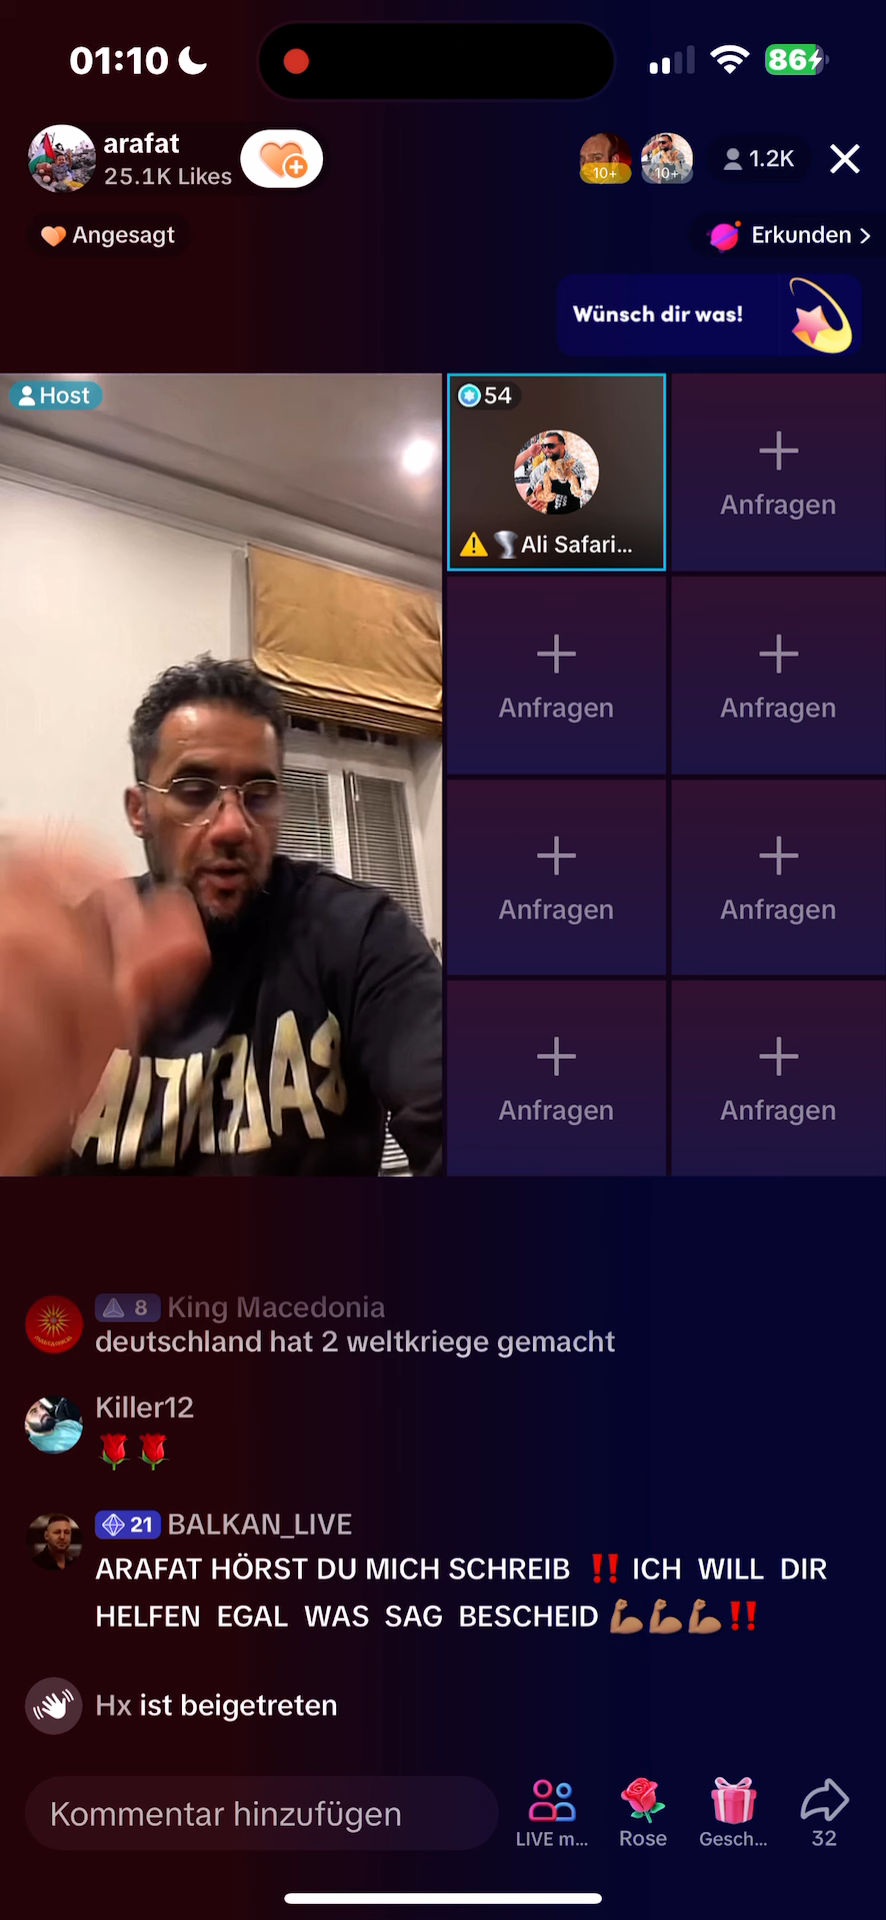 01:10
86
arafat
25.1K Likes
10+
10+
1.2K
Angesagt
Erkunden >
Wünsch dir was!
Host
54
Ali Safari...
Anfragen
Anfragen
Anfragen
Anfragen
Anfragen
Anfragen
Anfragen
BALENCIA
8 King Macedonia
deutschland hat 2 weltkriege gemacht
Killer12
🌹🌹
21 BALKAN_LIVE
ARAFAT HÖRST DU MICH SCHREIB ‼️ ICH WILL DIR
HELFEN EGAL WAS SAG BESCHEID 💪🏽💪🏽💪🏽‼️
Hx ist beigetreten
Kommentar hinzufügen
LIVE m...
Rose
Gesch...
32